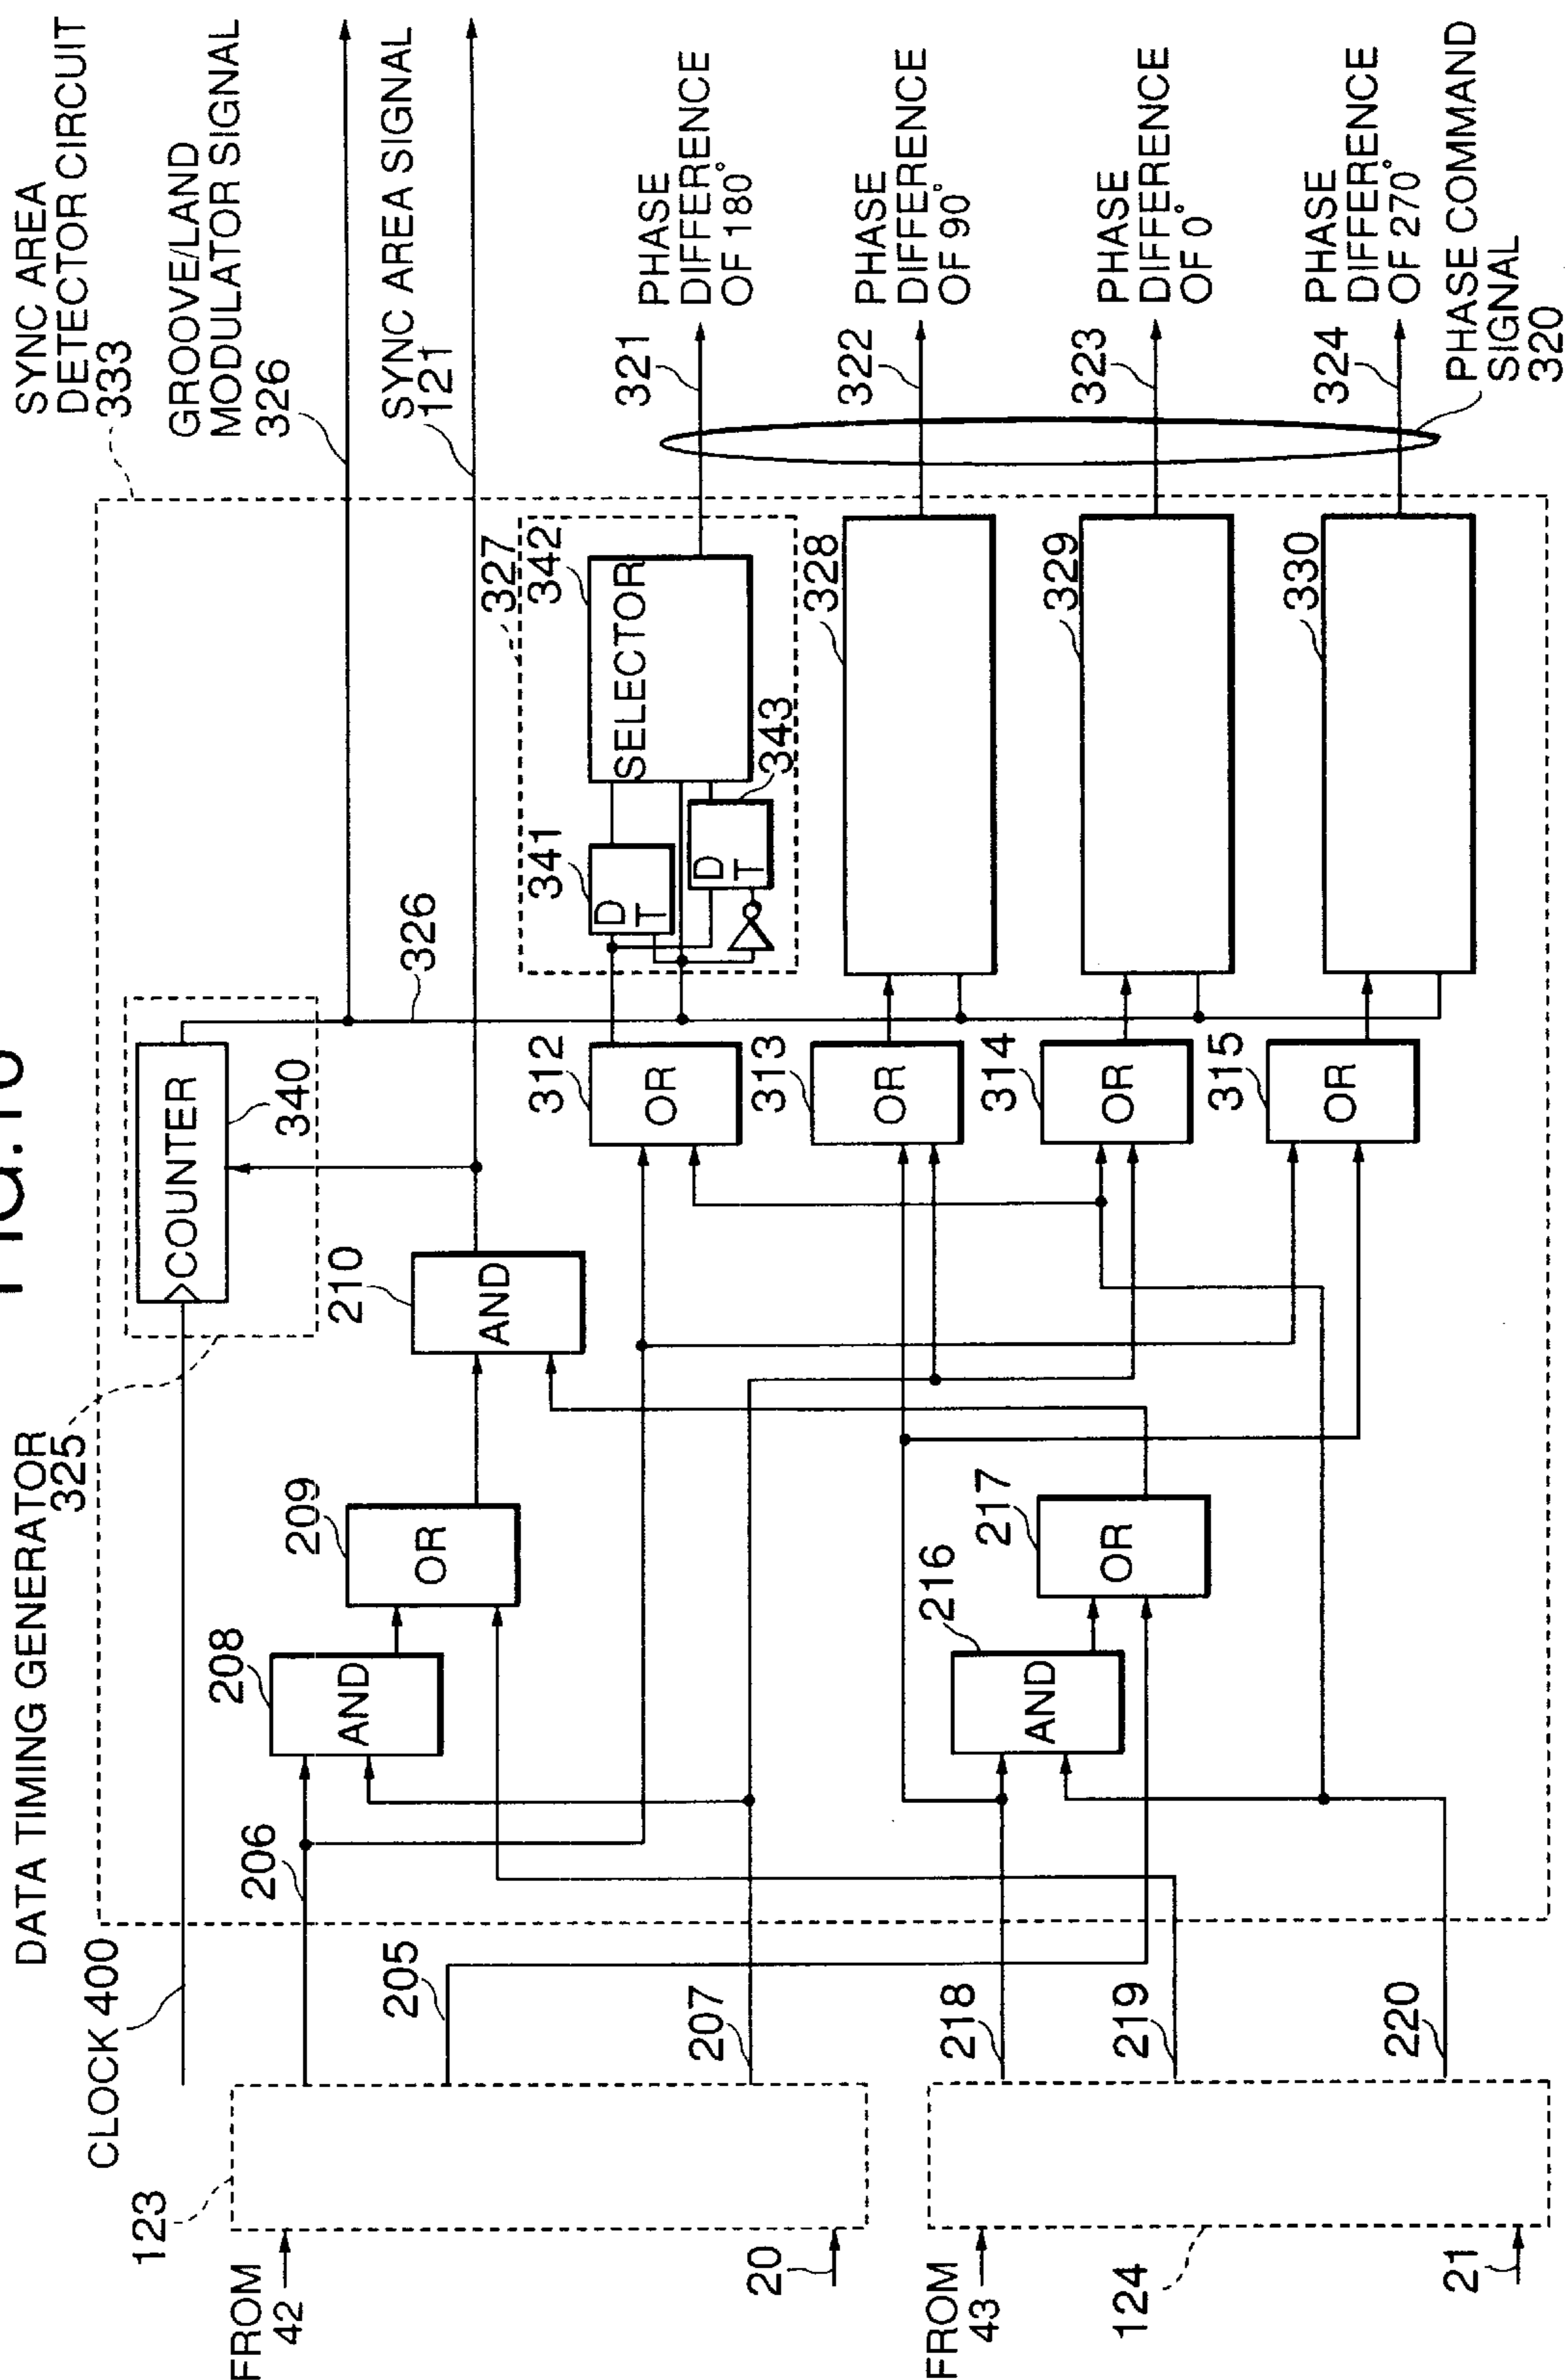 SYNC AREA
DETECTOR CIRCUIT
333
GROOVE/LAND
MODULATOR SIGNAL
326
SYNC AREA SIGNAL
121
DATA TIMING GENERATOR
325
CLOCK 400
COUNTER
340
326
123
FROM
42
20
206
205
207
208
AND
209
OR
210
AND
FROM
43
124
21
218
219
220
216
AND
217
OR
312
OR
313
OR
314
OR
315
OR
327
341
D
T
342
SELECTOR
343
D
T
328
329
330
321
PHASE
DIFFERENCE
OF 180°
322
PHASE
DIFFERENCE
OF 90°
323
PHASE
DIFFERENCE
OF 0°
324
PHASE
DIFFERENCE
OF 270°
PHASE COMMAND
SIGNAL
320